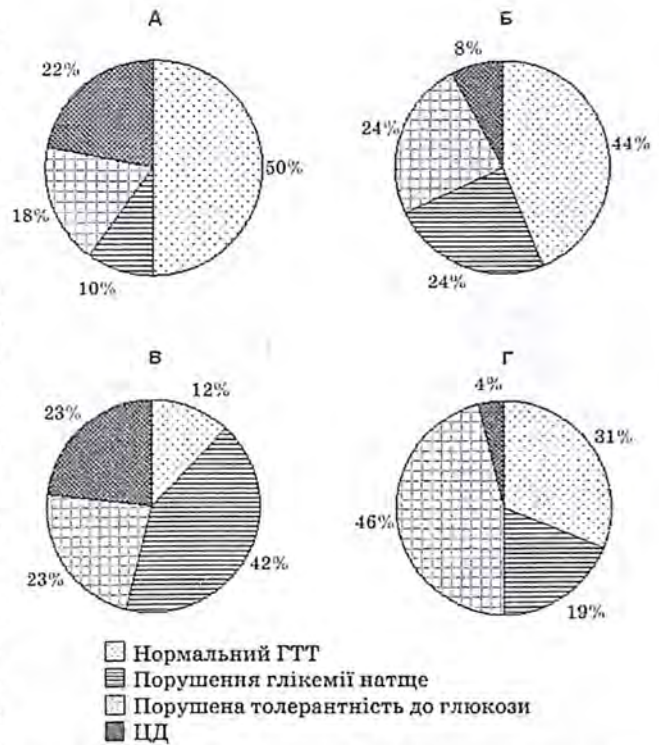 А
Б
22%
50%
18%
10%
8%
44%
24%
24%
В
Г
12%
23%
42%
23%
4%
31%
46%
19%
Нормальний ГТТ
Порушення глікемії натще
Порушена толерантність до глюкози
ЦД